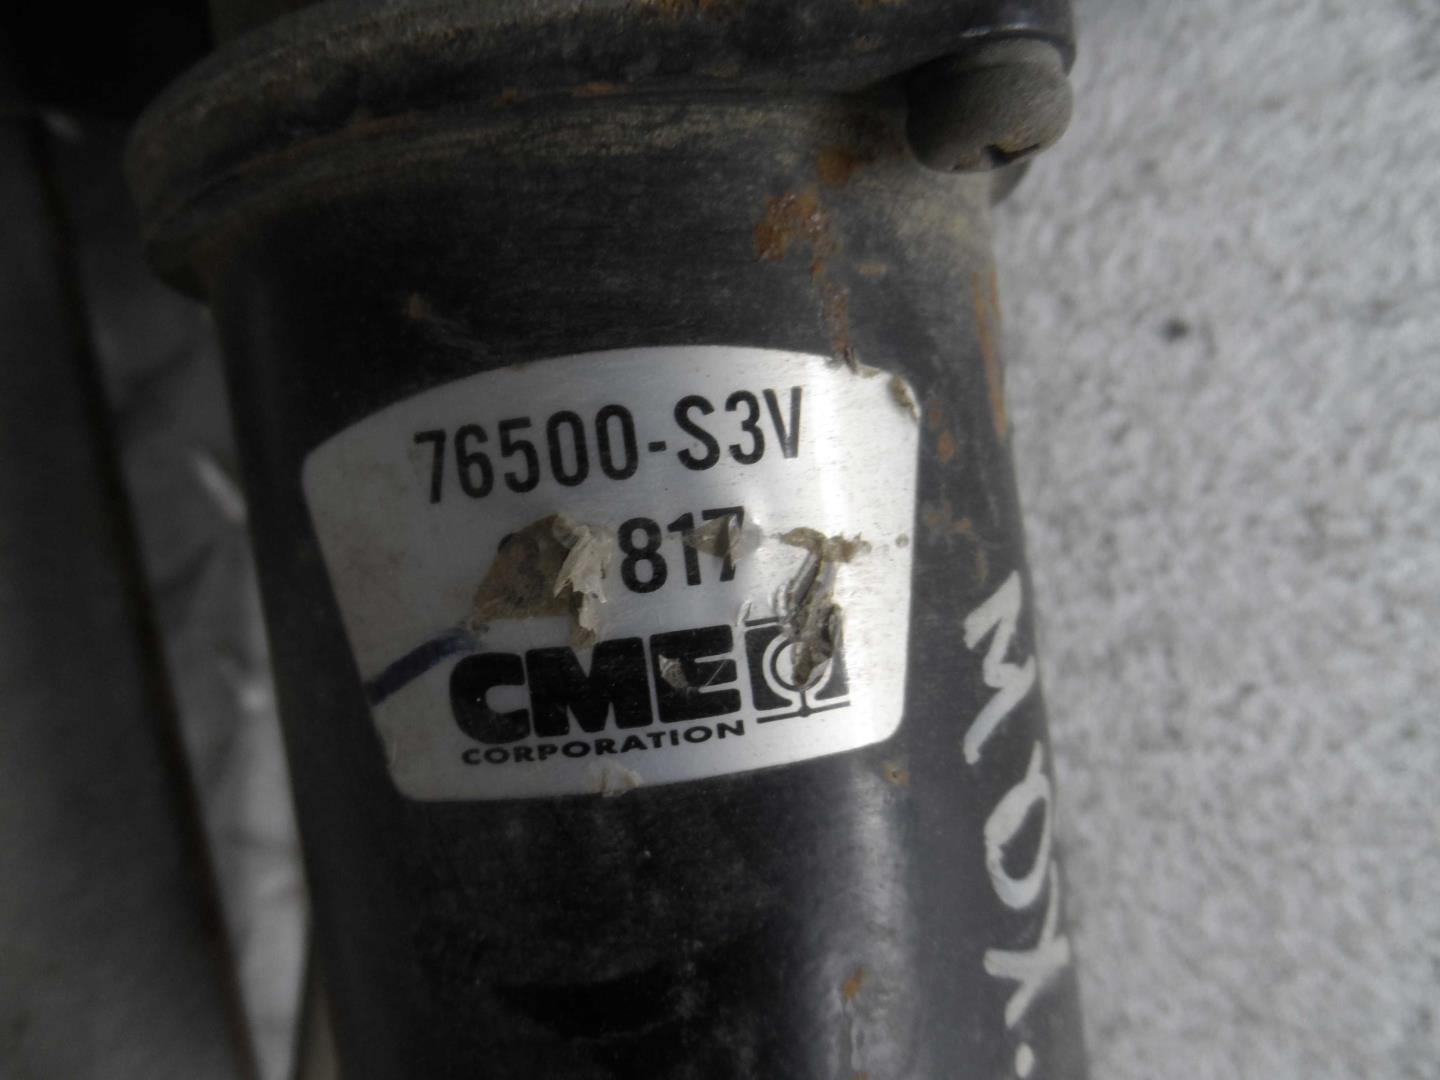 76500-S3V
817
CME
CORPORATION